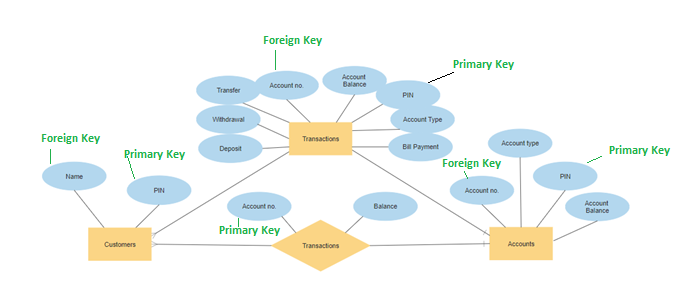 Foreign Key
Primary Key
Transfer
Account no.
Account
Balance
PIN
Withdrawal
Account Type
Transactions
Deposit
Bill Payment
Foreign Key
Primary Key
Name
PIN
Account type
Primary Key
Foreign Key
Account no.
PIN
Account
Balance
Account no.
Balance
Primary Key
Customers
Transactions
Accounts